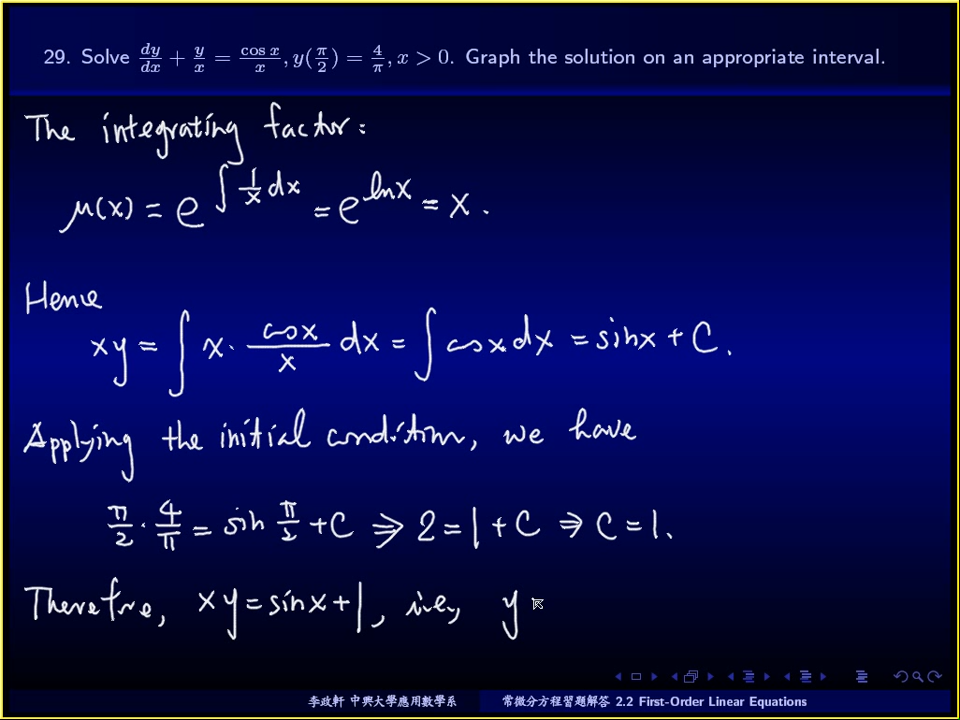 29. Solve dy/dx + y/x = cos x/x, y(π/2) = 4/π, x > 0. Graph the solution on an appropriate interval.
The integrating factor:
μ(x) = e^{∫ 1/x dx} = e^{ln x} = x.
Hence
xy = ∫ x · cos x/x dx = ∫ cos x dx = sin x + C.
Applying the initial condition, we have
π/2 · 4/π = sin π/2 + C ⇒ 2 = 1 + C ⇒ C = 1.
Therefore, xy = sin x + 1, i.e., y
李政軒 中興大學應用數學系 常微分方程習題解答 2.2 First-Order Linear Equations